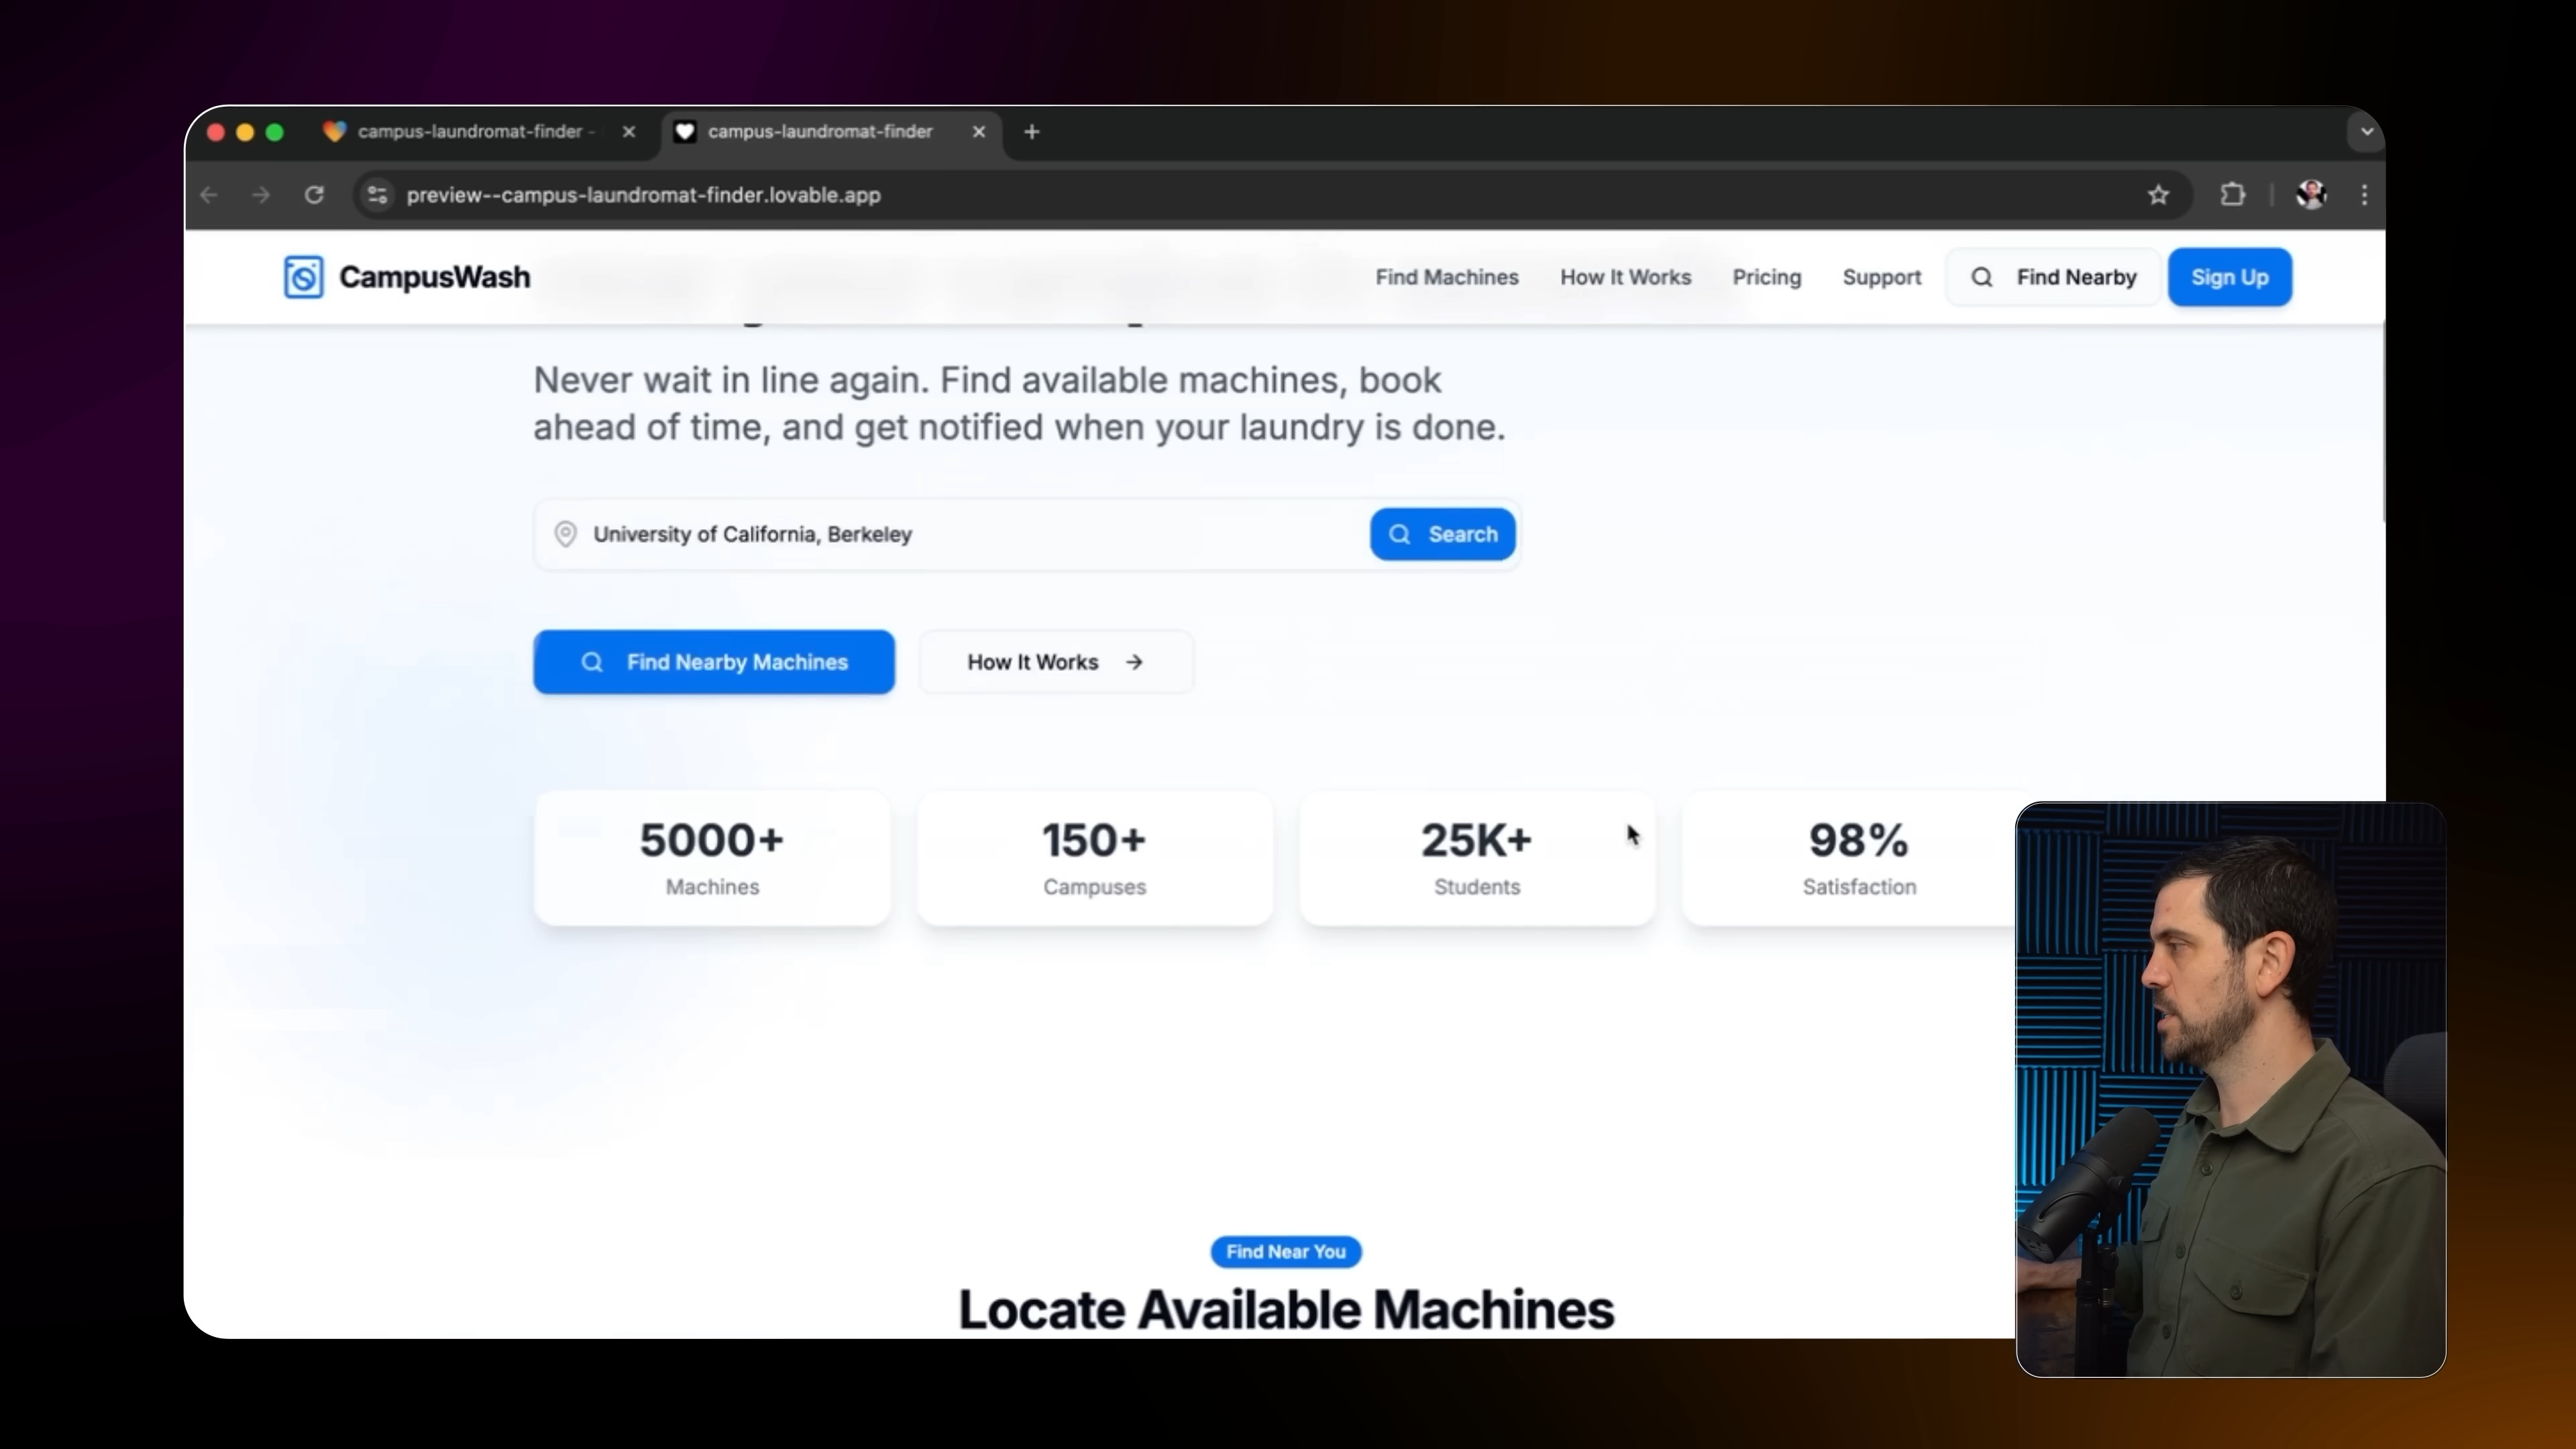 campus-laundromat-finder -
campus-laundromat-finder
preview--campus-laundromat-finder.lovable.app
CampusWash
Find Machines
How It Works
Pricing
Support
Find Nearby
Sign Up
Never wait in line again. Find available machines, book
ahead of time, and get notified when your laundry is done.
University of California, Berkeley
Search
Find Nearby Machines
How It Works
5000+
Machines
150+
Campuses
25K+
Students
98%
Satisfaction
Find Near You
Locate Available Machines